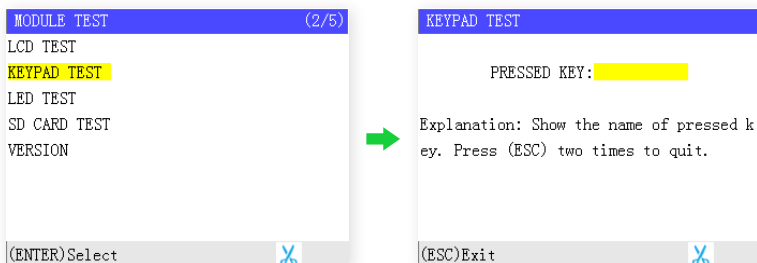 MODULE TEST (2/5)
LCD TEST
KEYPAD TEST
LED TEST
SD CARD TEST
VERSION
(ENTER)Select
KEYPAD TEST
PRESSED KEY:
Explanation: Show the name of pressed k
ey. Press (ESC) two times to quit.
(ESC)Exit